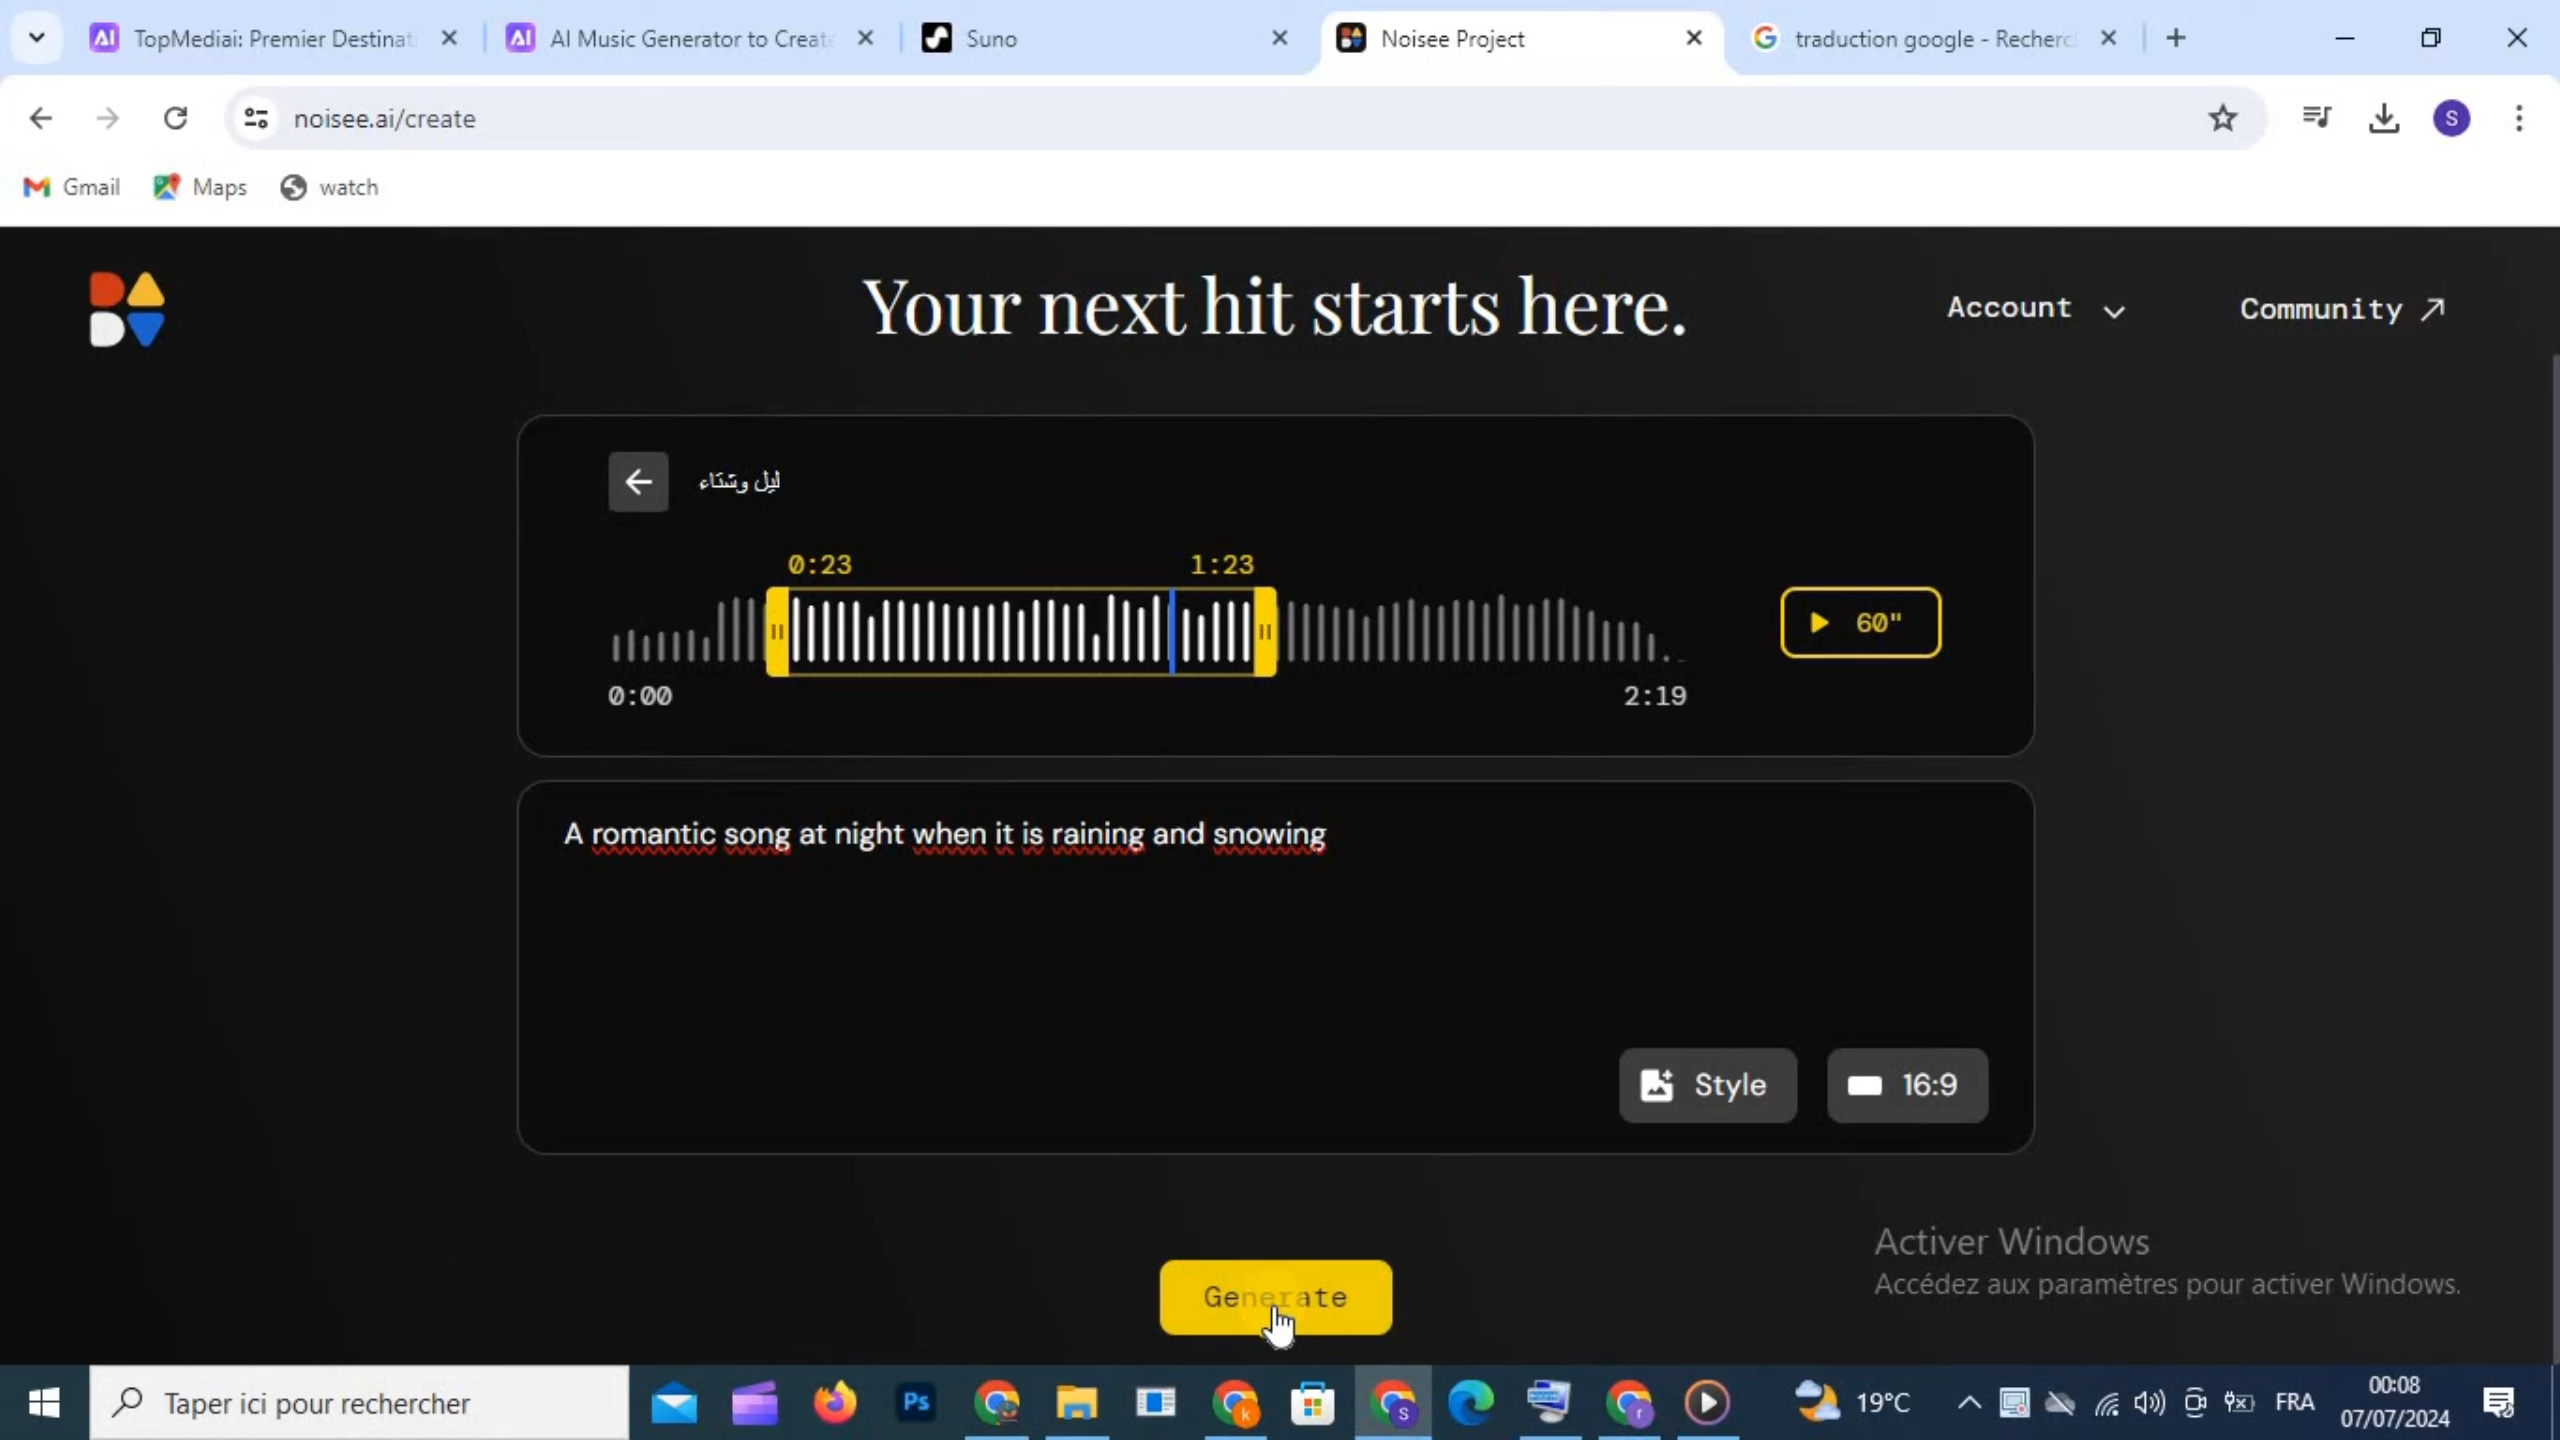 TopMediai: Premier Destinat
AI Music Generator to Create
Suno
Noisee Project
traduction google - Recherc
noisee.ai/create
Gmail
Maps
watch
Your next hit starts here.
Account
Community
ليل وشتاء
0:23
1:23
60"
0:00
2:19
A romantic song at night when it is raining and snowing
Style
16:9
Activer Windows
Accédez aux paramètres pour activer Windows.
Generate
Taper ici pour rechercher
Ps
k
S
r
19°C
FRA
00:08
07/07/2024